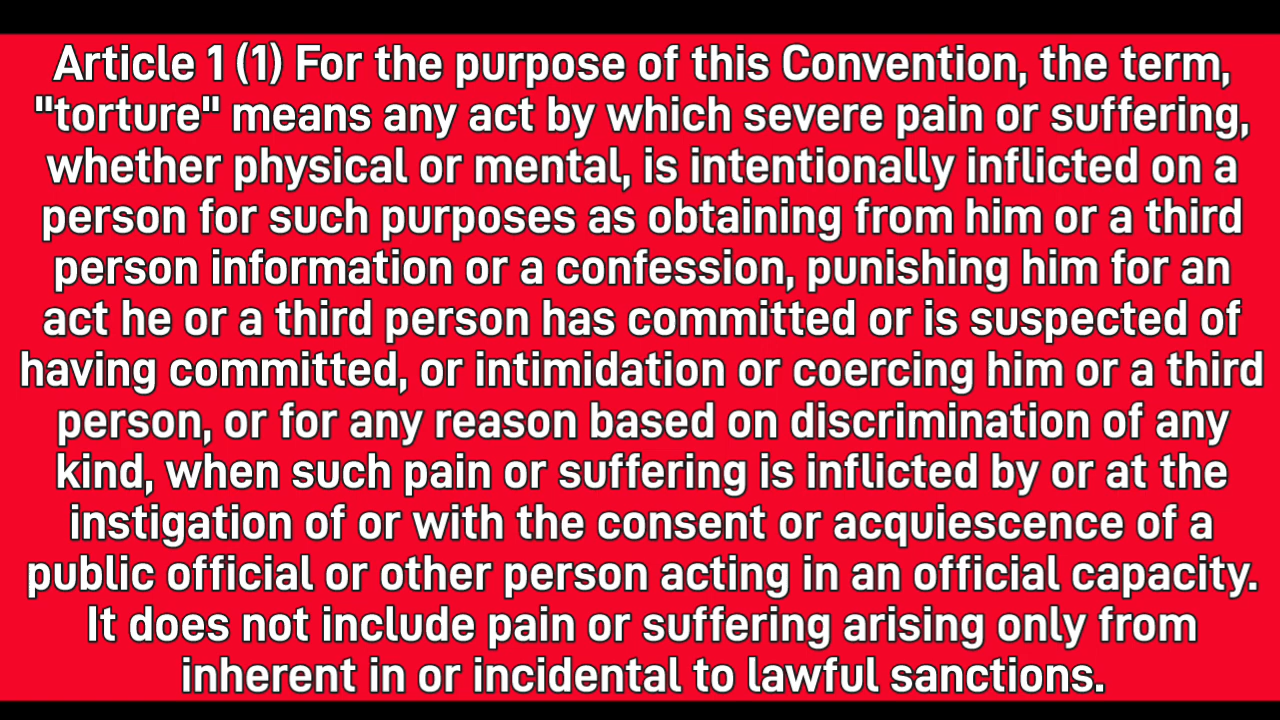 Article 1 (1) For the purpose of this Convention, the term,
"torture" means any act by which severe pain or suffering,
whether physical or mental, is intentionally inflicted on a
person for such purposes as obtaining from him or a third
person information or a confession, punishing him for an
act he or a third person has committed or is suspected of
having committed, or intimidation or coercing him or a third
person, or for any reason based on discrimination of any
kind, when such pain or suffering is inflicted by or at the
instigation of or with the consent or acquiescence of a
public official or other person acting in an official capacity.
It does not include pain or suffering arising only from
inherent in or incidental to lawful sanctions.